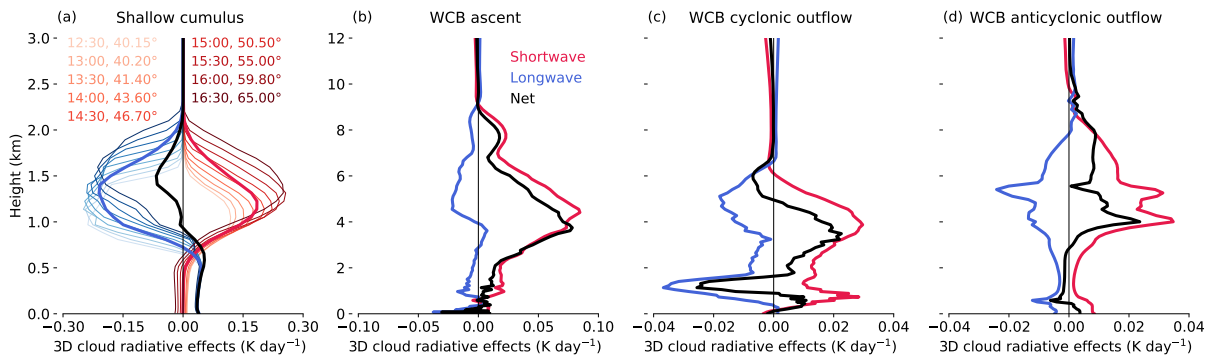 (a) Shallow cumulus
(b) WCB ascent
(c) WCB cyclonic outflow
(d) WCB anticyclonic outflow
Height (km)
3.0
2.5
2.0
1.5
1.0
0.5
0.0
12:30, 40.15°
13:00, 40.20°
13:30, 41.40°
14:00, 43.60°
14:30, 46.70°
15:00, 50.50°
15:30, 55.00°
16:00, 59.80°
16:30, 65.00°
−0.30 −0.15 0.00 0.15 0.30
3D cloud radiative effects (K day⁻¹)
12
10
8
6
4
2
0
Shortwave
Longwave
Net
−0.10 −0.05 0.00 0.05 0.10
3D cloud radiative effects (K day⁻¹)
−0.04 −0.02 0.00 0.02 0.04
3D cloud radiative effects (K day⁻¹)
−0.04 −0.02 0.00 0.02 0.04
3D cloud radiative effects (K day⁻¹)